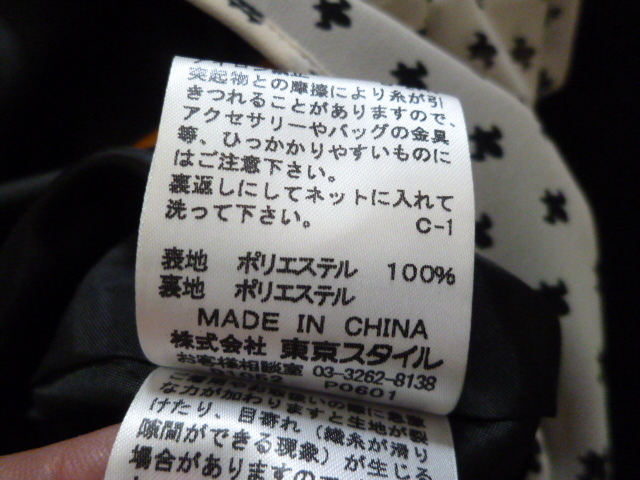 突起物との摩擦により糸が引
きつれることがありますので、
アクセサリーやバッグの金具
等、ひっかかりやすいものに
はご注意下さい。
裏返しにしてネットに入れて
洗って下さい。 C-1
表地 ポリエステル 100%
裏地 ポリエステル
MADE IN CHINA
株式会社 東京スタイル
お客様相談室 03-3262-8138
P0601
な力が加わりますと生地が裂
けたり、目寄れ（織糸が滑り
隙間ができる現象）が生じる
場合がありますので